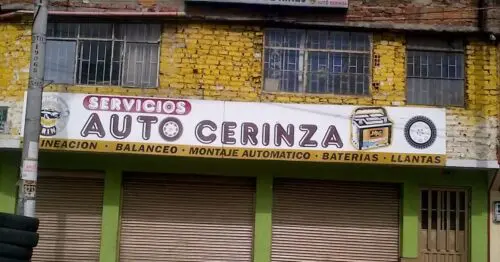 SERVICIOS
AUTO CERINZA
INEACION · BALANCEO · MONTAJE AUTOMATICO · BATERIAS · LLANTAS